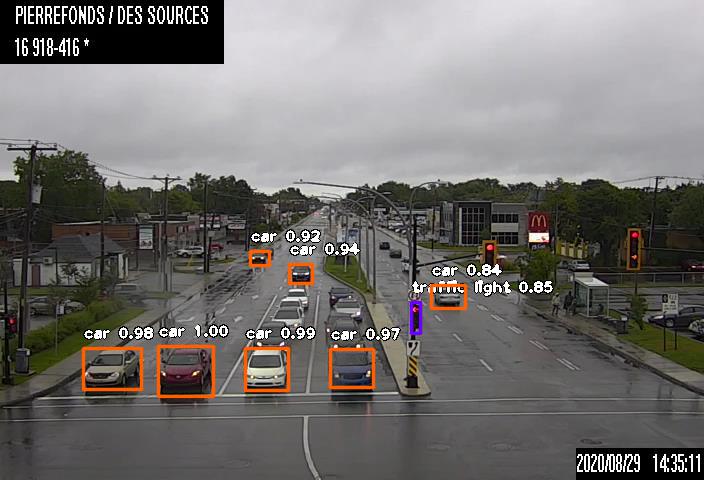 PIERREFONDS / DES SOURCES
16 918-416 *
car 0.92
car 0.94
car 0.84
traffic light 0.85
car 0.98
car 1.00
car 0.99
car 0.97
2020/08/29 14:35:11